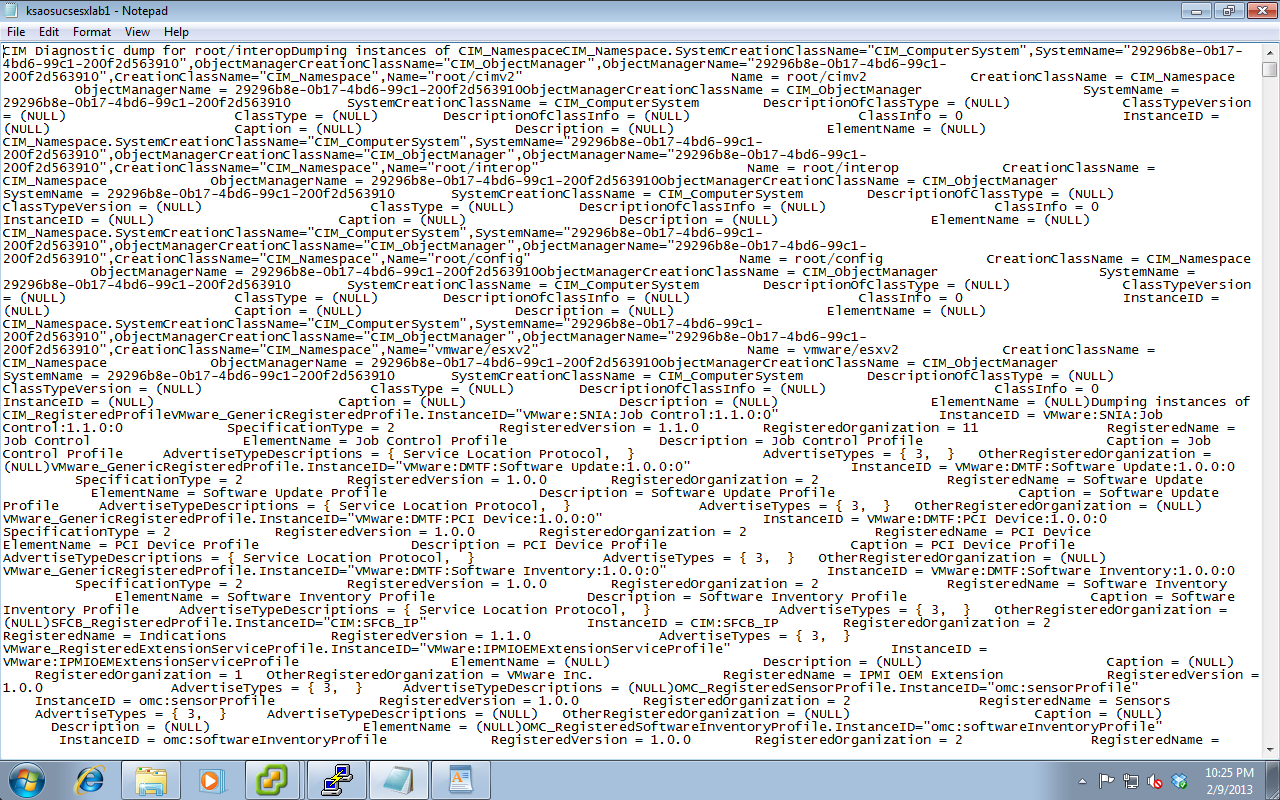 ksaosucsesxlab1 - Notepad
File Edit Format View Help
CIM Diagnostic dump for root/interopDumping instances of CIM_NamespaceCIM_Namespace.SystemCreationClassName="CIM_ComputerSystem",SystemName="29296b8e-0b17-
4bd6-99c1-200f2d563910",ObjectManagerCreationClassName="CIM_ObjectManager",ObjectManagerName="29296b8e-0b17-4bd6-99c1-
200f2d563910",CreationClassName="CIM_Namespace",Name="root/cimv2" Name = root/cimv2 CreationClassName = CIM_Namespace
ObjectManagerName = 29296b8e-0b17-4bd6-99c1-200f2d563910ObjectManagerCreationClassName = CIM_ObjectManager SystemName =
29296b8e-0b17-4bd6-99c1-200f2d563910 SystemCreationClassName = CIM_ComputerSystem DescriptionOfClassType = (NULL) ClassTypeVersion
= (NULL) ClassType = (NULL) DescriptionOfClassInfo = (NULL) ClassInfo = 0 InstanceID =
(NULL) Caption = (NULL) Description = (NULL) ElementName = (NULL)
CIM_Namespace.SystemCreationClassName="CIM_ComputerSystem",SystemName="29296b8e-0b17-4bd6-99c1-
200f2d563910",ObjectManagerCreationClassName="CIM_ObjectManager",ObjectManagerName="29296b8e-0b17-4bd6-99c1-
200f2d563910",CreationClassName="CIM_Namespace",Name="root/interop" Name = root/interop CreationClassName =
CIM_Namespace ObjectManagerName = 29296b8e-0b17-4bd6-99c1-200f2d563910ObjectManagerCreationClassName = CIM_ObjectManager
SystemName = 29296b8e-0b17-4bd6-99c1-200f2d563910 SystemCreationClassName = CIM_ComputerSystem DescriptionOfClassType = (NULL)
ClassTypeVersion = (NULL) ClassType = (NULL) DescriptionOfClassInfo = (NULL) ClassInfo = 0
InstanceID = (NULL) Caption = (NULL) Description = (NULL) ElementName = (NULL)
CIM_Namespace.SystemCreationClassName="CIM_ComputerSystem",SystemName="29296b8e-0b17-4bd6-99c1-
200f2d563910",ObjectManagerCreationClassName="CIM_ObjectManager",ObjectManagerName="29296b8e-0b17-4bd6-99c1-
200f2d563910",CreationClassName="CIM_Namespace",Name="root/config" Name = root/config CreationClassName = CIM_Namespace
ObjectManagerName = 29296b8e-0b17-4bd6-99c1-200f2d563910ObjectManagerCreationClassName = CIM_ObjectManager SystemName =
29296b8e-0b17-4bd6-99c1-200f2d563910 SystemCreationClassName = CIM_ComputerSystem DescriptionOfClassType = (NULL) ClassTypeVersion
= (NULL) ClassType = (NULL) DescriptionOfClassInfo = (NULL) ClassInfo = 0 InstanceID =
(NULL) Caption = (NULL) Description = (NULL) ElementName = (NULL)
CIM_Namespace.SystemCreationClassName="CIM_ComputerSystem",SystemName="29296b8e-0b17-4bd6-99c1-
200f2d563910",ObjectManagerCreationClassName="CIM_ObjectManager",ObjectManagerName="29296b8e-0b17-4bd6-99c1-
200f2d563910",CreationClassName="CIM_Namespace",Name="vmware/esxv2" Name = vmware/esxv2 CreationClassName =
CIM_Namespace ObjectManagerName = 29296b8e-0b17-4bd6-99c1-200f2d563910ObjectManagerCreationClassName = CIM_ObjectManager
SystemName = 29296b8e-0b17-4bd6-99c1-200f2d563910 SystemCreationClassName = CIM_ComputerSystem DescriptionOfClassType = (NULL)
ClassTypeVersion = (NULL) ClassType = (NULL) DescriptionOfClassInfo = (NULL) ClassInfo = 0
InstanceID = (NULL) Caption = (NULL) Description = (NULL) ElementName = (NULL)Dumping instances of
CIM_RegisteredProfileVMware_GenericRegisteredProfile.InstanceID="VMware:SNIA:Job Control:1.1.0:0" InstanceID = VMware:SNIA:Job
Control:1.1.0:0 SpecificationType = 2 RegisteredVersion = 1.1.0 RegisteredOrganization = 11 RegisteredName =
Job Control ElementName = Job Control Profile Description = Job Control Profile Caption = Job
Control Profile AdvertiseTypeDescriptions = { Service Location Protocol, } AdvertiseTypes = { 3, } OtherRegisteredOrganization =
(NULL)VMware_GenericRegisteredProfile.InstanceID="VMware:DMTF:Software Update:1.0.0:0" InstanceID = VMware:DMTF:Software Update:1.0.0:0
SpecificationType = 2 RegisteredVersion = 1.0.0 RegisteredOrganization = 2 RegisteredName = Software Update
ElementName = Software Update Profile Description = Software Update Profile Caption = Software Update
Profile AdvertiseTypeDescriptions = { Service Location Protocol, } AdvertiseTypes = { 3, } OtherRegisteredOrganization = (NULL)
VMware_GenericRegisteredProfile.InstanceID="VMware:DMTF:PCI Device:1.0.0:0" InstanceID = VMware:DMTF:PCI Device:1.0.0:0
SpecificationType = 2 RegisteredVersion = 1.0.0 RegisteredOrganization = 2 RegisteredName = PCI Device
ElementName = PCI Device Profile Description = PCI Device Profile Caption = PCI Device Profile
AdvertiseTypeDescriptions = { Service Location Protocol, } AdvertiseTypes = { 3, } OtherRegisteredOrganization = (NULL)
VMware_GenericRegisteredProfile.InstanceID="VMware:DMTF:Software Inventory:1.0.0:0" InstanceID = VMware:DMTF:Software Inventory:1.0.0:0
SpecificationType = 2 RegisteredVersion = 1.0.0 RegisteredOrganization = 2 RegisteredName = Software Inventory
ElementName = Software Inventory Profile Description = Software Inventory Profile Caption = Software
Inventory Profile AdvertiseTypeDescriptions = { Service Location Protocol, } AdvertiseTypes = { 3, } OtherRegisteredOrganization =
(NULL)SFCB_RegisteredProfile.InstanceID="CIM:SFCB_IP" InstanceID = CIM:SFCB_IP RegisteredOrganization = 2
RegisteredName = Indications RegisteredVersion = 1.1.0 AdvertiseTypes = { 3, }
VMware_RegisteredExtensionServiceProfile.InstanceID="VMware:IPMIOEMExtensionServiceProfile" InstanceID =
VMware:IPMIOEMExtensionServiceProfile ElementName = (NULL) Description = (NULL) Caption = (NULL)
RegisteredOrganization = 1 OtherRegisteredOrganization = VMware Inc. RegisteredName = IPMI OEM Extension RegisteredVersion =
1.0.0 AdvertiseTypes = { 3, } AdvertiseTypeDescriptions = (NULL)OMC_RegisteredSensorProfile.InstanceID="omc:sensorProfile"
InstanceID = omc:sensorProfile RegisteredVersion = 1.0.0 RegisteredOrganization = 2 RegisteredName = Sensors
AdvertiseTypes = { 3, } AdvertiseTypeDescriptions = (NULL) OtherRegisteredOrganization = (NULL) Caption = (NULL)
Description = (NULL) ElementName = (NULL)OMC_RegisteredSoftwareInventoryProfile.InstanceID="omc:softwareInventoryProfile"
InstanceID = omc:softwareInventoryProfile RegisteredVersion = 1.0.0 RegisteredOrganization = 2 RegisteredName =
10:25 PM
2/9/2013